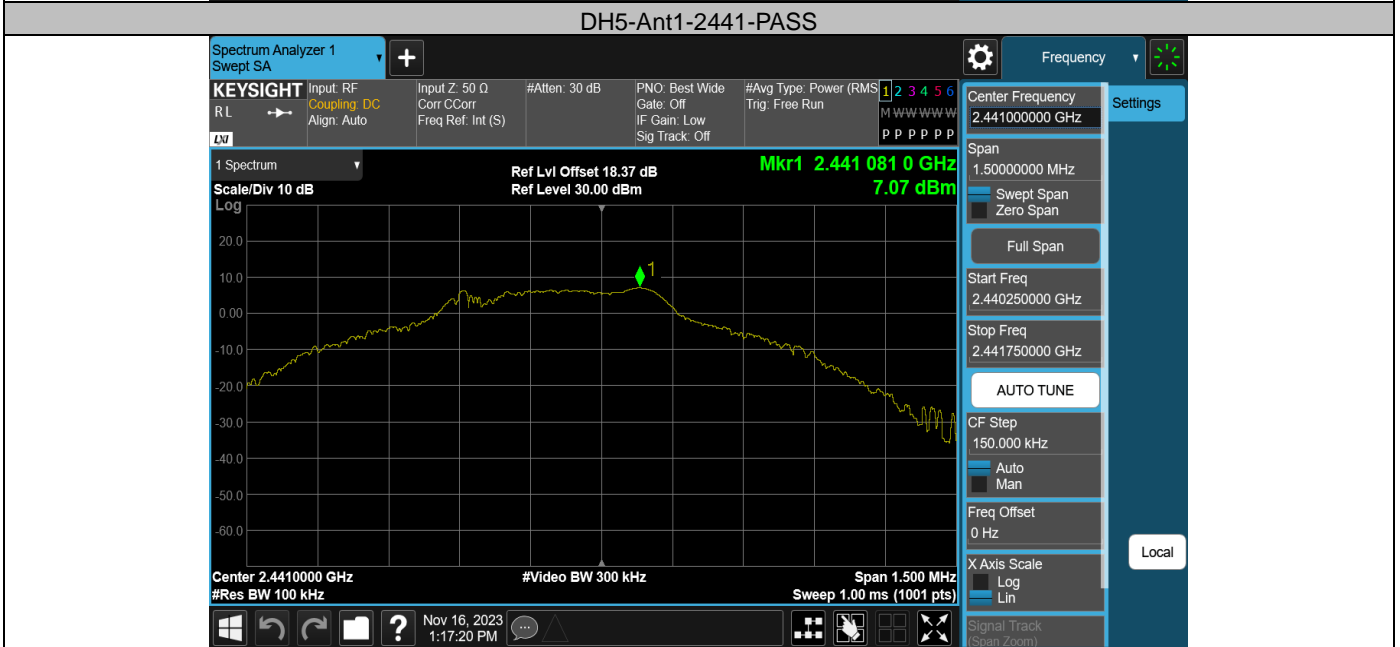 DH5-Ant1-2441-PASS
Spectrum Analyzer 1
Swept SA
Frequency
KEYSIGHT
RL
LXI
Input: RF
Coupling: DC
Align: Auto
Input Z: 50 Ω
Corr CCorr
Freq Ref: Int (S)
#Atten: 30 dB
PNO: Best Wide
Gate: Off
IF Gain: Low
Sig Track: Off
#Avg Type: Power (RMS
Trig: Free Run
1 2 3 4 5 6
M W W W W W
P P P P P P
Center Frequency
2.441000000 GHz
Settings
1 Spectrum
Scale/Div 10 dB
Log
Ref Lvl Offset 18.37 dB
Ref Level 30.00 dBm
Mkr1 2.441 081 0 GHz
7.07 dBm
Span
1.50000000 MHz
Swept Span
Zero Span
Full Span
Start Freq
2.440250000 GHz
Stop Freq
2.441750000 GHz
AUTO TUNE
CF Step
150.000 kHz
Auto
Man
Freq Offset
0 Hz
X Axis Scale
Log
Lin
Signal Track
(Span Zoom)
Local
1
20.0
10.0
0.00
-10.0
-20.0
-30.0
-40.0
-50.0
-60.0
Center 2.4410000 GHz
#Video BW 300 kHz
Span 1.500 MHz
#Res BW 100 kHz
Sweep 1.00 ms (1001 pts)
?
Nov 16, 2023
1:17:20 PM